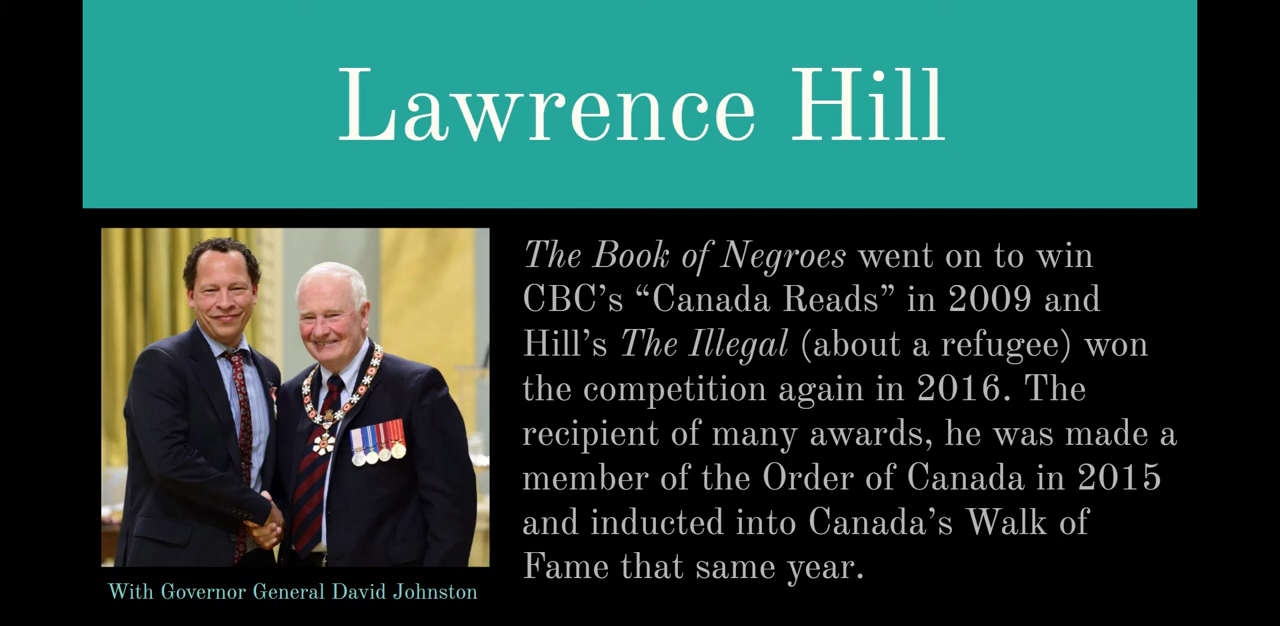 Lawrence Hill
The Book of Negroes went on to win
CBC’s “Canada Reads” in 2009 and
Hill’s The Illegal (about a refugee) won
the competition again in 2016. The
recipient of many awards, he was made a
member of the Order of Canada in 2015
and inducted into Canada’s Walk of
Fame that same year.
With Governor General David Johnston